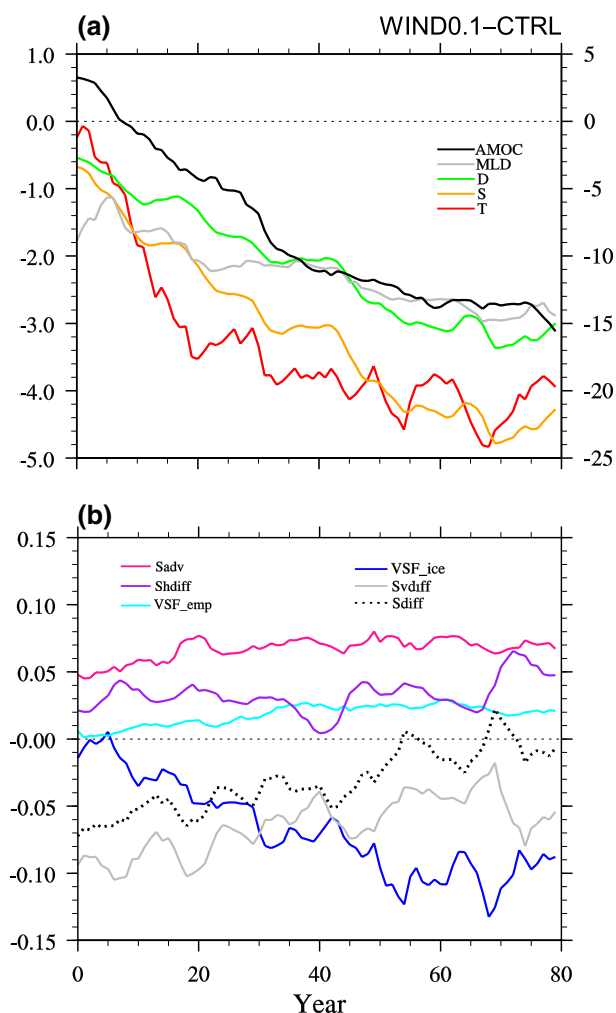 (a) WIND0.1–CTRL
1.0 5
0.0 0
-1.0 -5
-2.0 -10
-3.0 -15
-4.0 -20
-5.0 -25
AMOC
MLD
D
S
T
(b)
0.15
0.10
0.05
-0.00
-0.05
-0.10
-0.15
Sadv VSF_ice
Shdiff Svdiff
VSF_emp Sdiff
0 20 40 60 80
Year